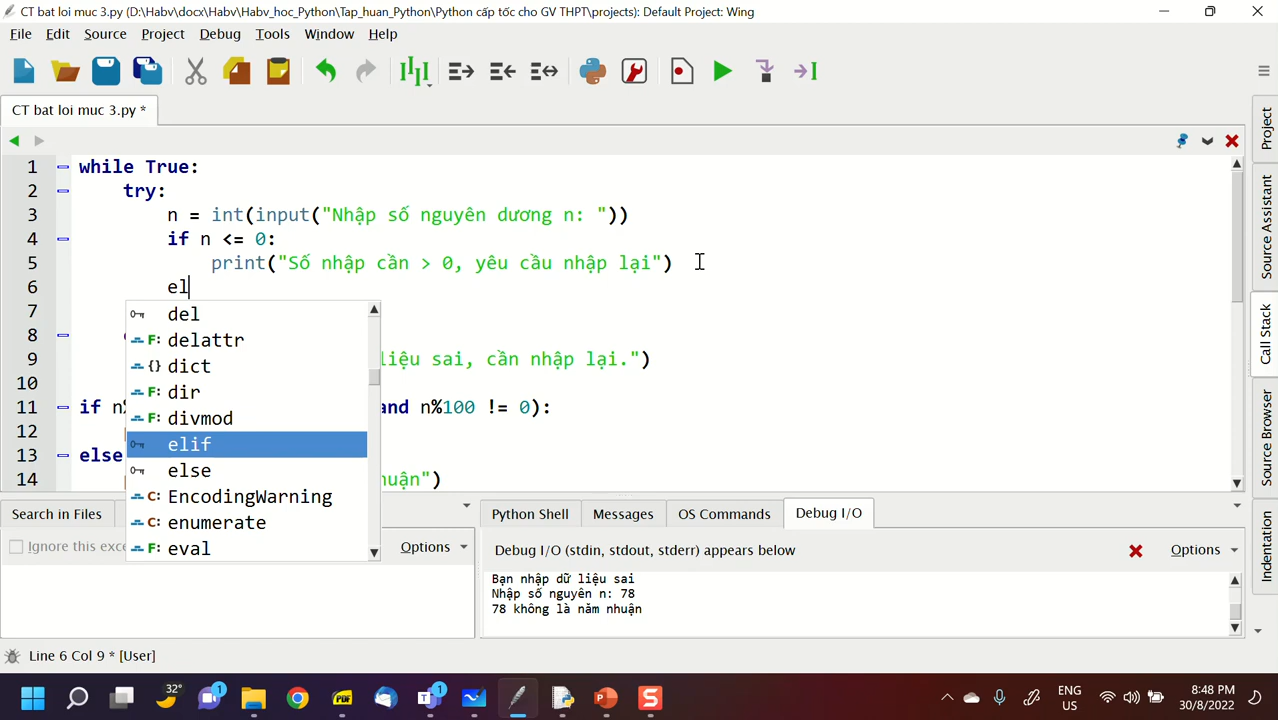 CT bat loi muc 3.py (D:\Habv\docx\Habv\Habv_hoc_Python\Tap_huan_Python\Python cấp tốc cho GV THPT\projects): Default Project: Wing
File Edit Source Project Debug Tools Window Help
CT bat loi muc 3.py *
1 while True:
2 try:
3 n = int(input("Nhập số nguyên dương n: "))
4 if n <= 0:
5 print("Số nhập cần > 0, yêu cầu nhập lại")
6 el
7
8
9 liệu sai, cần nhập lại.")
10
11 if n% and n%100 != 0):
12
13 else
14 nuận")
del
F: delattr
{} dict
F: dir
F: divmod
elif
else
C: EncodingWarning
C: enumerate
F: eval
Project
Source Assistant
Call Stack
Source Browser
Indentation
Search in Files
Ignore this exce
Options
Python Shell Messages OS Commands Debug I/O
Debug I/O (stdin, stdout, stderr) appears below
Options
Bạn nhập dữ liệu sai
Nhập số nguyên n: 78
78 không là năm nhuận
Line 6 Col 9 * [User]
32°
1
1
ENG
US
8:48 PM
30/8/2022